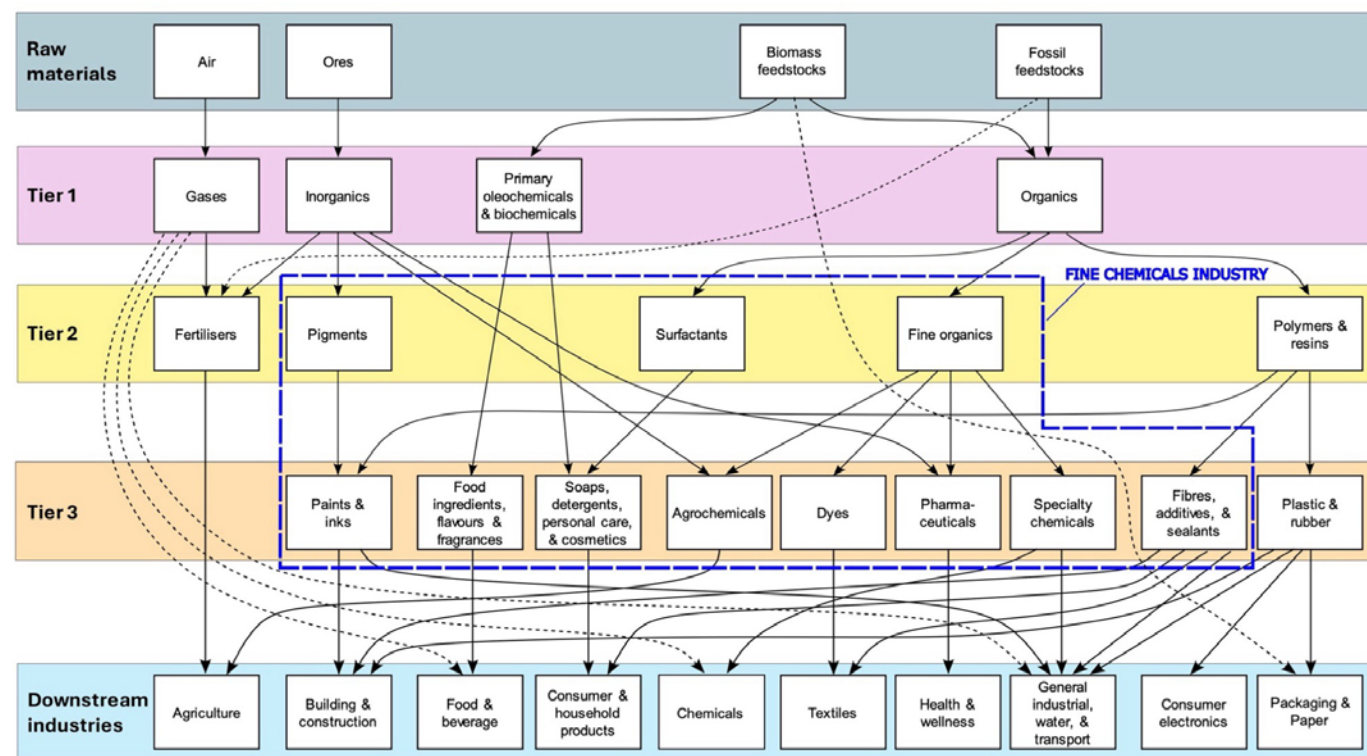 Raw
materials
Air
Ores
Biomass
feedstocks
Fossil
feedstocks
Tier 1
Gases
Inorganics
Primary
oleochemicals
& biochemicals
Organics
FINE CHEMICALS INDUSTRY
Tier 2
Fertilisers
Pigments
Surfactants
Fine organics
Polymers &
resins
Tier 3
Paints &
inks
Food
ingredients,
flavours &
fragrances
Soaps,
detergents,
personal care,
& cosmetics
Agrochemicals
Dyes
Pharma-
ceuticals
Specialty
chemicals
Fibres,
additives, &
sealants
Plastic &
rubber
Downstream
industries
Agriculture
Building &
construction
Food &
beverage
Consumer &
household
products
Chemicals
Textiles
Health &
wellness
General
industrial,
water, &
transport
Consumer
electronics
Packaging &
Paper